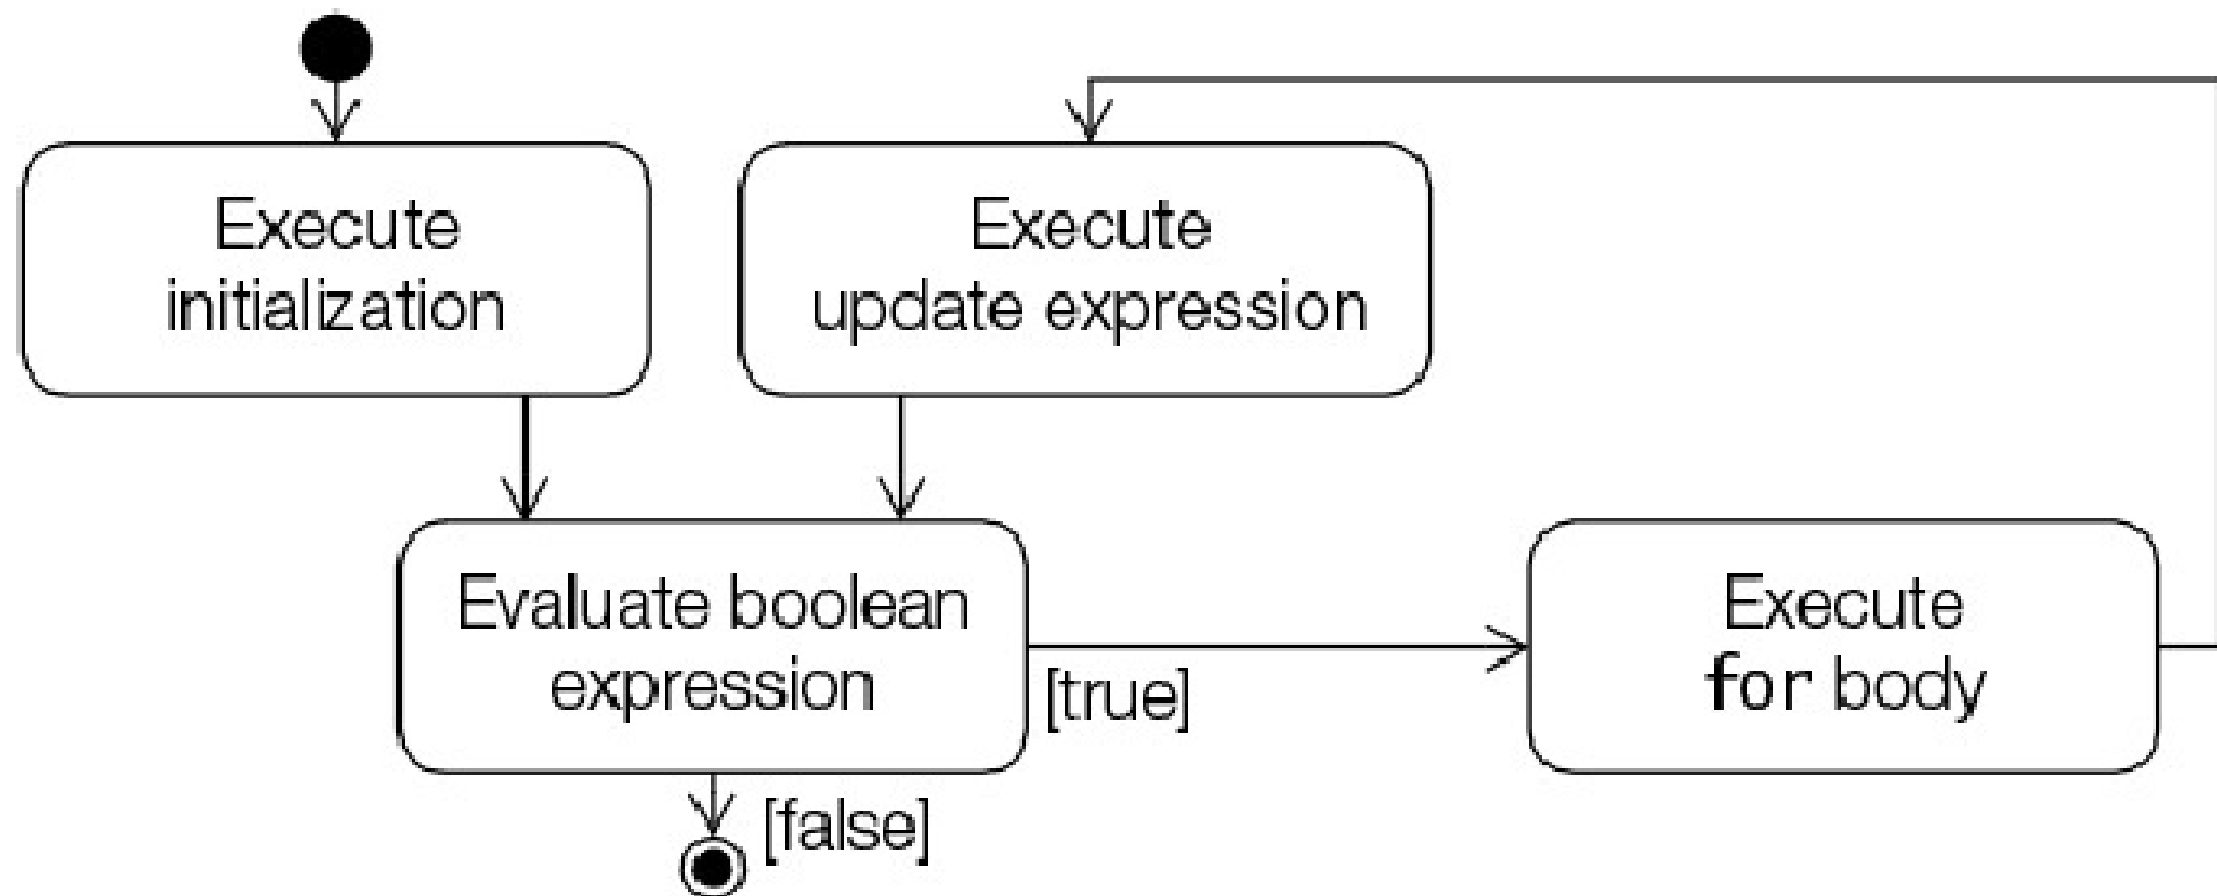 Execute
initialization
Execute
update expression
Evaluate boolean
expression
[true]
Execute
for body
[false]